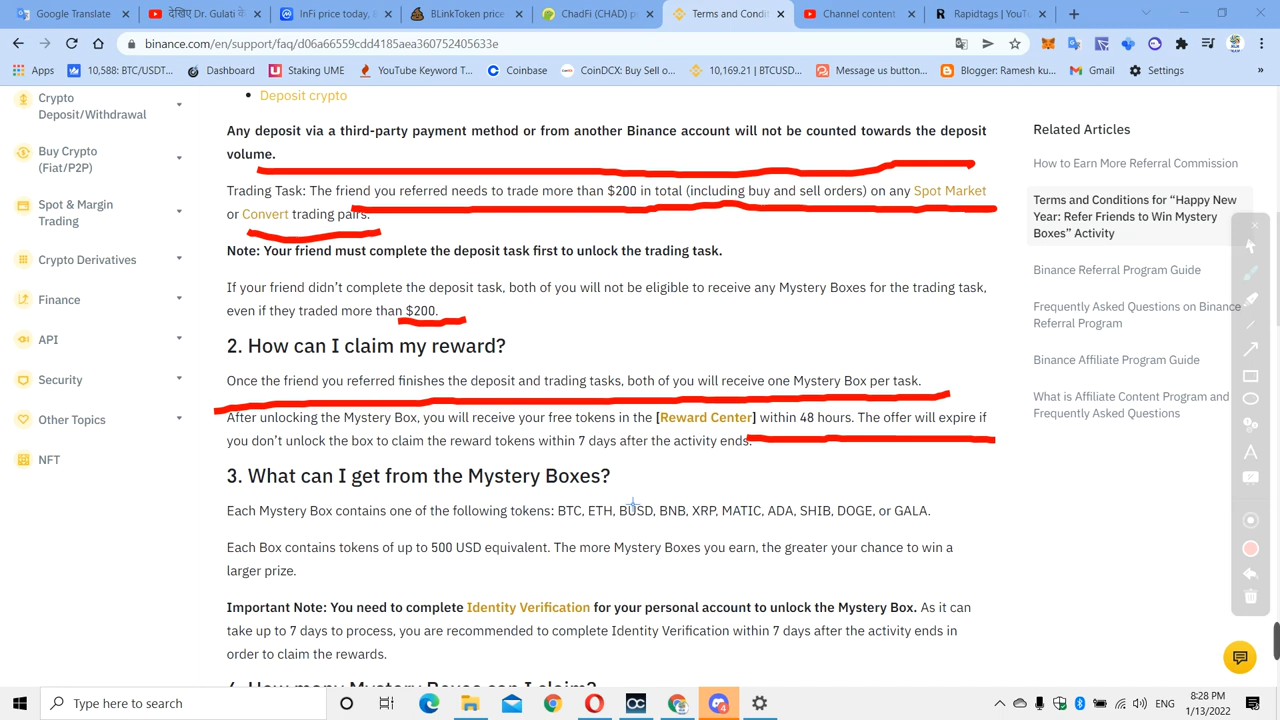 Google Translate
Dr. Gulati
InFi price today,
BLinkToken price
ChadFi (CHAD) p
Terms and Condit
Channel content
Rapidtags | YouTu
binance.com/en/support/faq/d06a66559cdd4185aea360752405633e
Apps
10,588: BTC/USDT...
Dashboard
Staking UME
YouTube Keyword T...
Coinbase
CoinDCX: Buy Sell o...
10,169.21 | BTCUSD...
Message us button...
Blogger: Ramesh ku...
Gmail
Settings
Crypto
Deposit/Withdrawal
Buy Crypto
(Fiat/P2P)
Spot & Margin
Trading
Crypto Derivatives
Finance
API
Security
Other Topics
NFT
Deposit crypto
Any deposit via a third-party payment method or from another Binance account will not be counted towards the deposit
volume.
Trading Task: The friend you referred needs to trade more than $200 in total (including buy and sell orders) on any Spot Market
or Convert trading pairs.
Note: Your friend must complete the deposit task first to unlock the trading task.
If your friend didn't complete the deposit task, both of you will not be eligible to receive any Mystery Boxes for the trading task,
even if they traded more than $200.
2. How can I claim my reward?
Once the friend you referred finishes the deposit and trading tasks, both of you will receive one Mystery Box per task.
After unlocking the Mystery Box, you will receive your free tokens in the [Reward Center] within 48 hours. The offer will expire if
you don't unlock the box to claim the reward tokens within 7 days after the activity ends.
3. What can I get from the Mystery Boxes?
Each Mystery Box contains one of the following tokens: BTC, ETH, BUSD, BNB, XRP, MATIC, ADA, SHIB, DOGE, or GALA.
Each Box contains tokens of up to 500 USD equivalent. The more Mystery Boxes you earn, the greater your chance to win a
larger prize.
Important Note: You need to complete Identity Verification for your personal account to unlock the Mystery Box. As it can
take up to 7 days to process, you are recommended to complete Identity Verification within 7 days after the activity ends in
order to claim the rewards.
4. How many Mystery Boxes can I claim?
Related Articles
How to Earn More Referral Commission
Terms and Conditions for "Happy New
Year: Refer Friends to Win Mystery
Boxes" Activity
Binance Referral Program Guide
Frequently Asked Questions on Binance
Referral Program
Binance Affiliate Program Guide
What is Affiliate Content Program and
Frequently Asked Questions
Type here to search
4
ENG
8:28 PM
1/13/2022